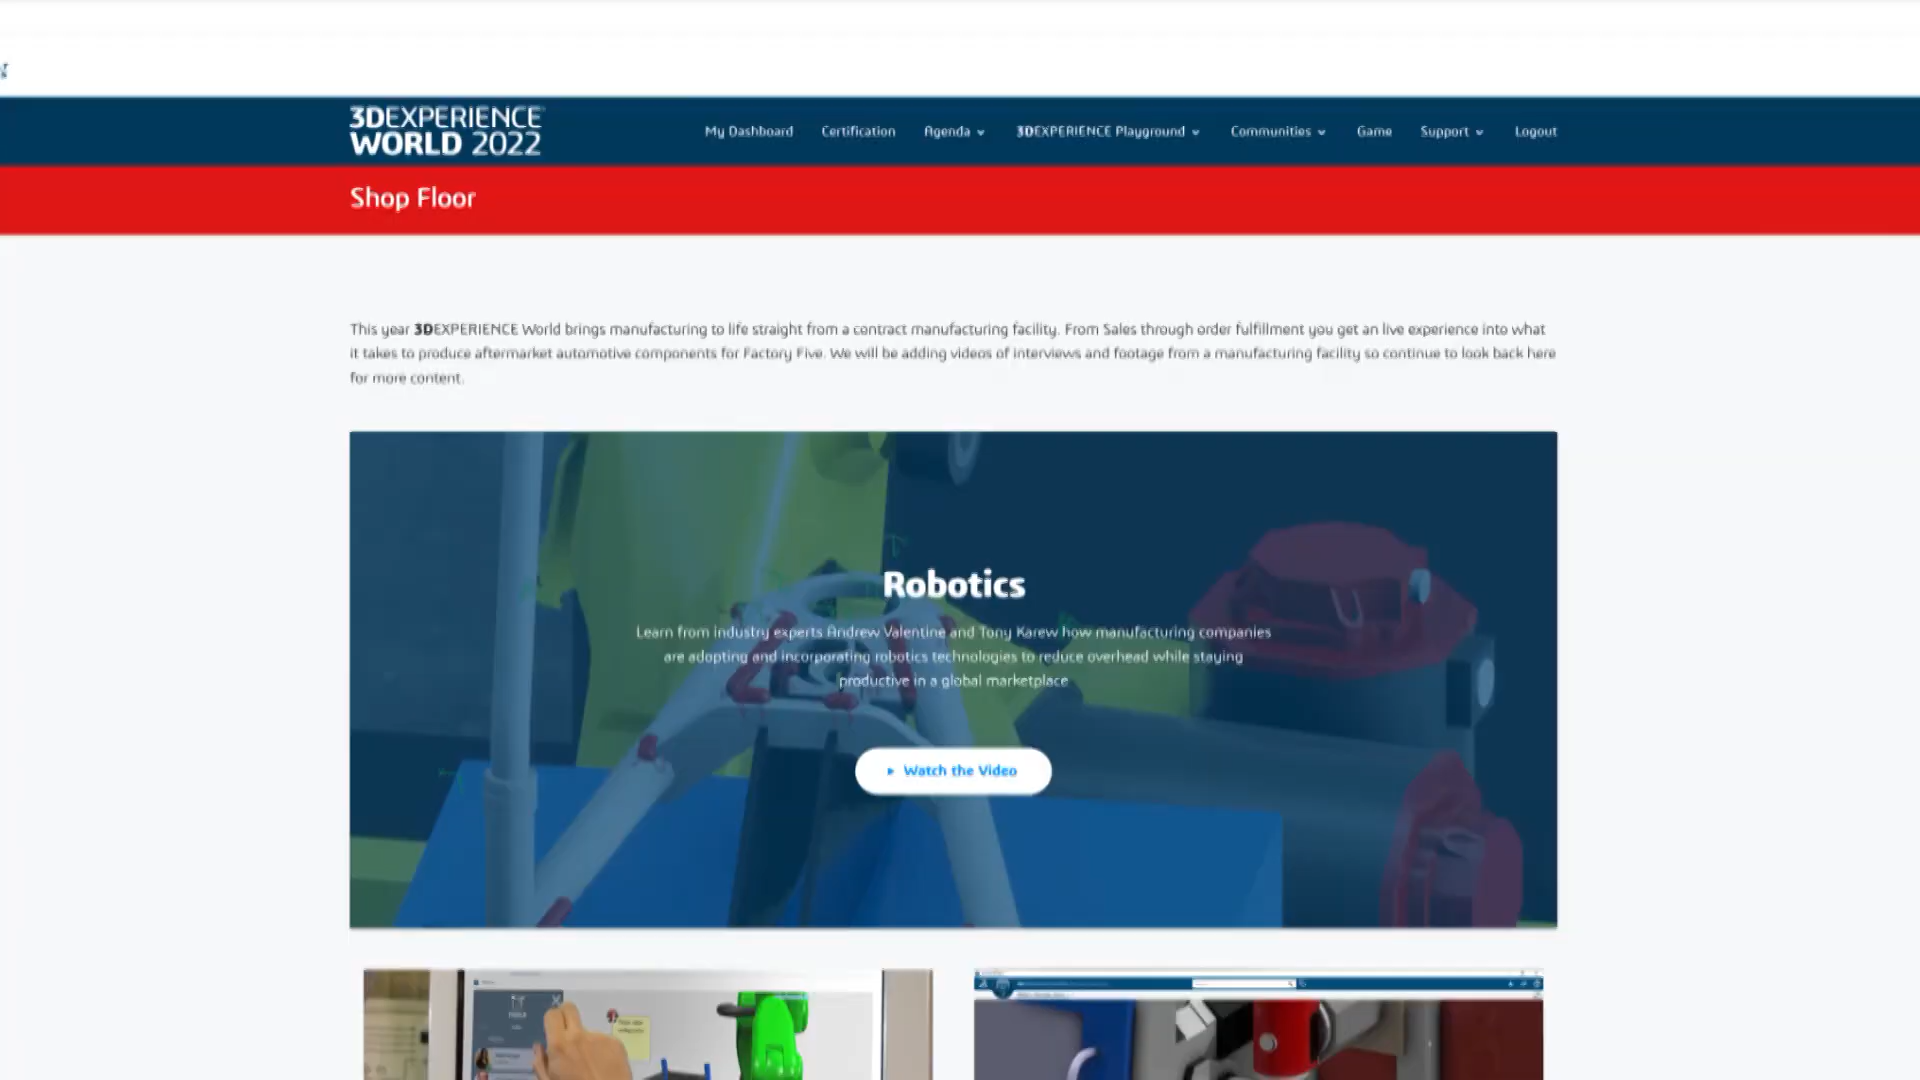 3DEXPERIENCE
WORLD 2022
My Dashboard Certification Agenda 3DEXPERIENCE Playground Communities Game Support Logout
Shop Floor
This year 3DEXPERIENCE World brings manufacturing to life straight from a contract manufacturing facility. From Sales through order fulfillment you get an live experience into what
it takes to produce aftermarket automotive components for Factory Five. We will be adding videos of interviews and footage from a manufacturing facility so continue to look back here
for more content.
Robotics
Learn from industry experts Andrew Valentine and Tony Karew how manufacturing companies
are adopting and incorporating robotics technologies to reduce overhead while staying
productive in a global marketplace
Watch the Video